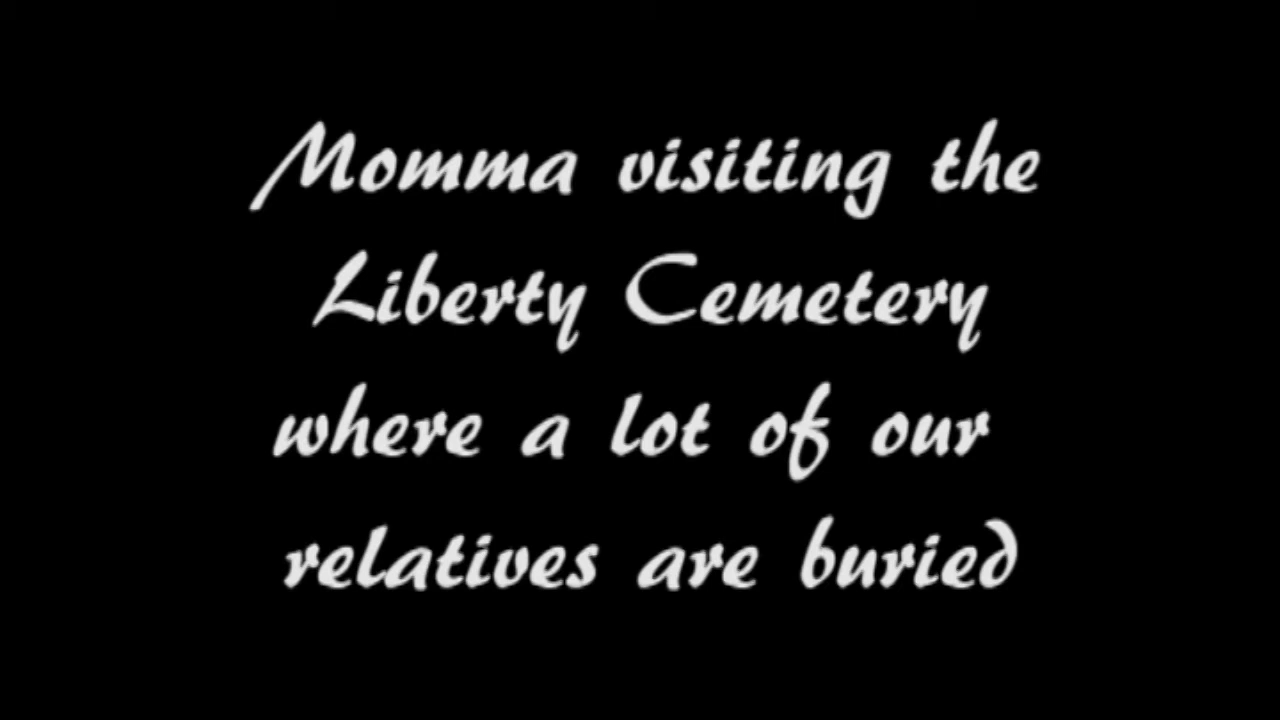 Momma visiting the
Liberty Cemetery
where a lot of our
relatives are buried